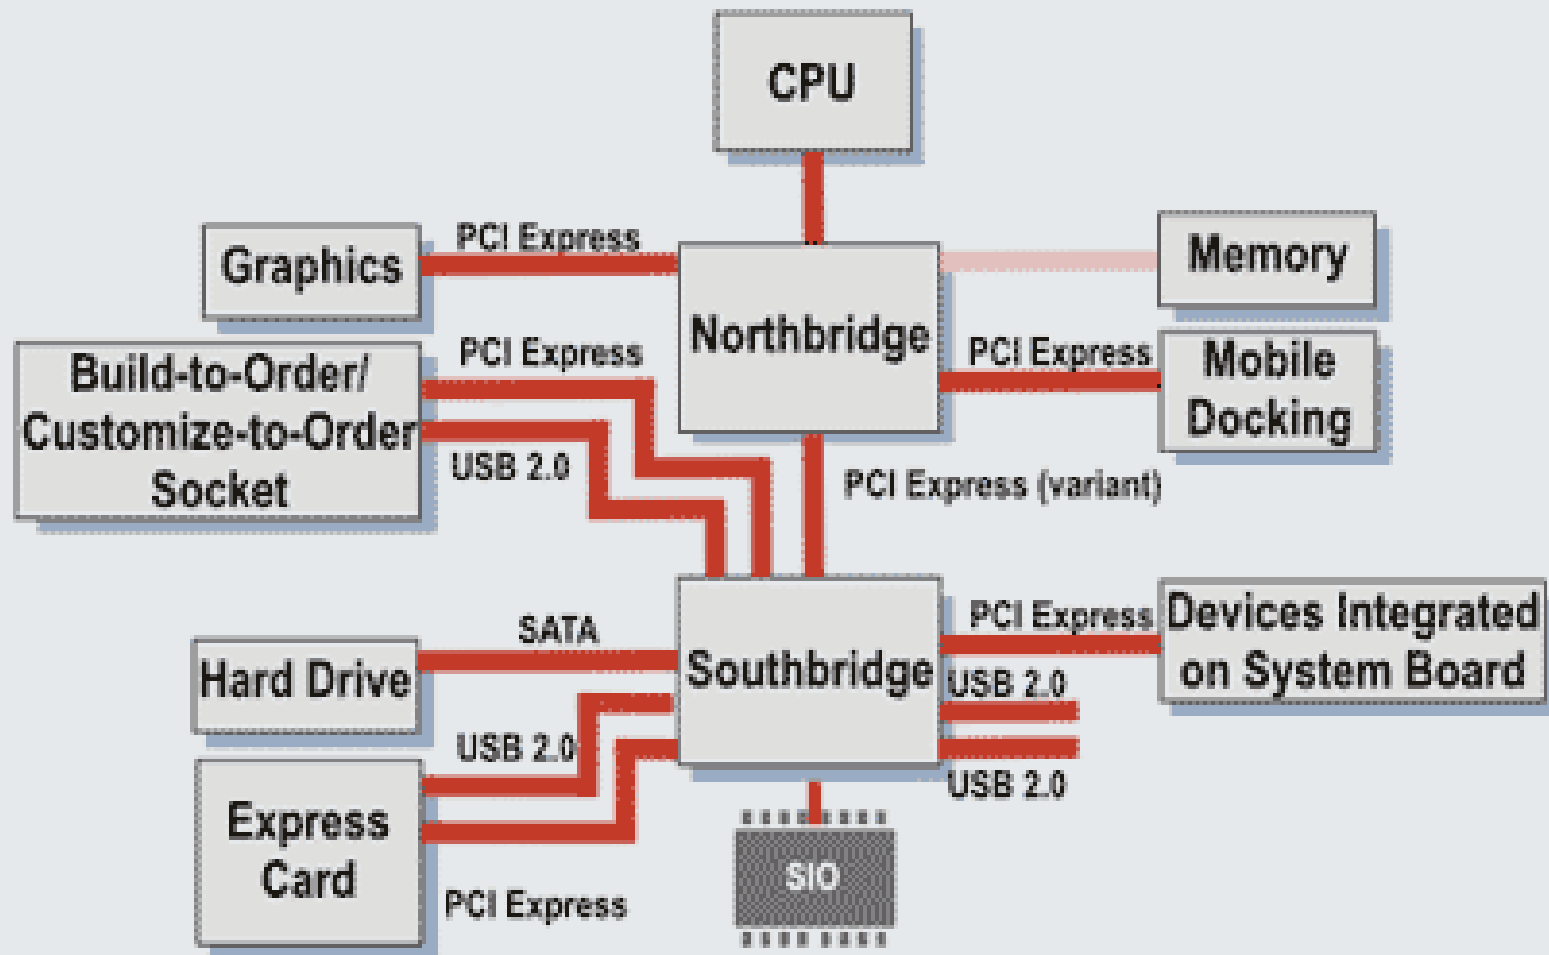 CPU
PCI Express
Graphics
Memory
Northbridge
PCI Express
PCI Express
Mobile
Docking
Build-to-Order/
Customize-to-Order
Socket
USB 2.0
PCI Express (variant)
SATA
PCI Express
Devices Integrated
on System Board
Hard Drive
Southbridge
USB 2.0
USB 2.0
USB 2.0
Express
Card
PCI Express
SIO